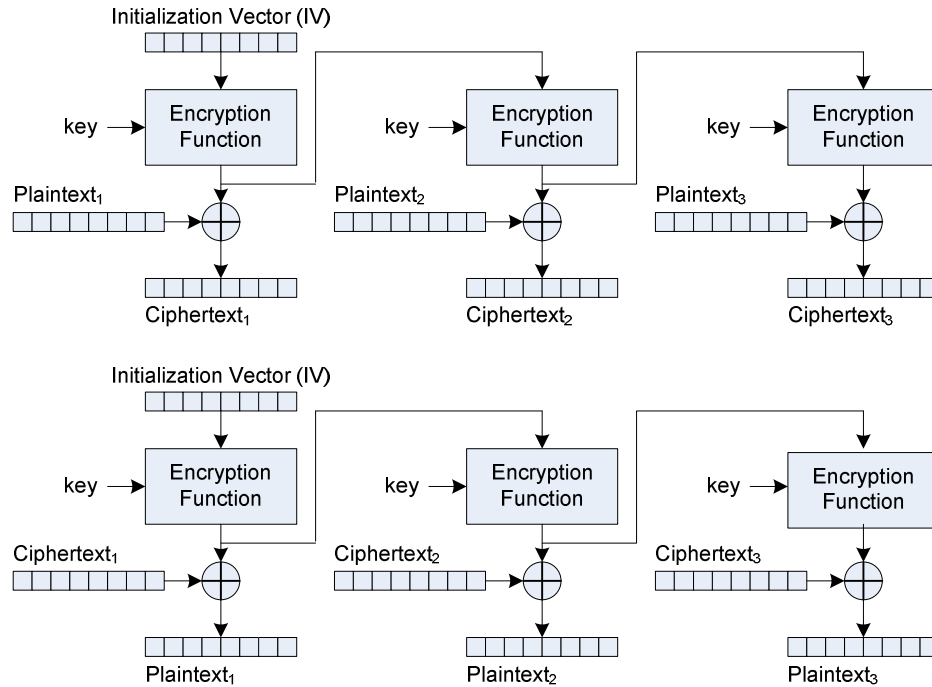 Initialization Vector (IV)
key
Encryption
Function
key
Encryption
Function
key
Encryption
Function
Plaintext₁
Plaintext₂
Plaintext₃
Ciphertext₁
Ciphertext₂
Ciphertext₃
Initialization Vector (IV)
key
Encryption
Function
key
Encryption
Function
key
Encryption
Function
Ciphertext₁
Ciphertext₂
Ciphertext₃
Plaintext₁
Plaintext₂
Plaintext₃